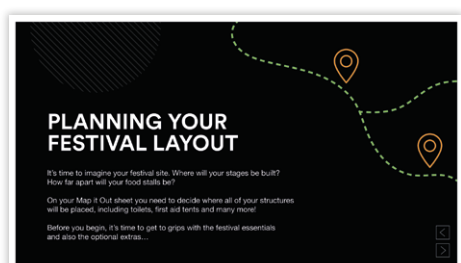 PLANNING YOUR
FESTIVAL LAYOUT
It's time to imagine your festival site. Where will your stages be built?
How far apart will your food stalls be?
On your Map it Out sheet you need to decide where all of your structures
will be placed, including toilets, first aid tents and many more!
Before you begin, it's time to get to grips with the festival essentials
and also the optional extras...